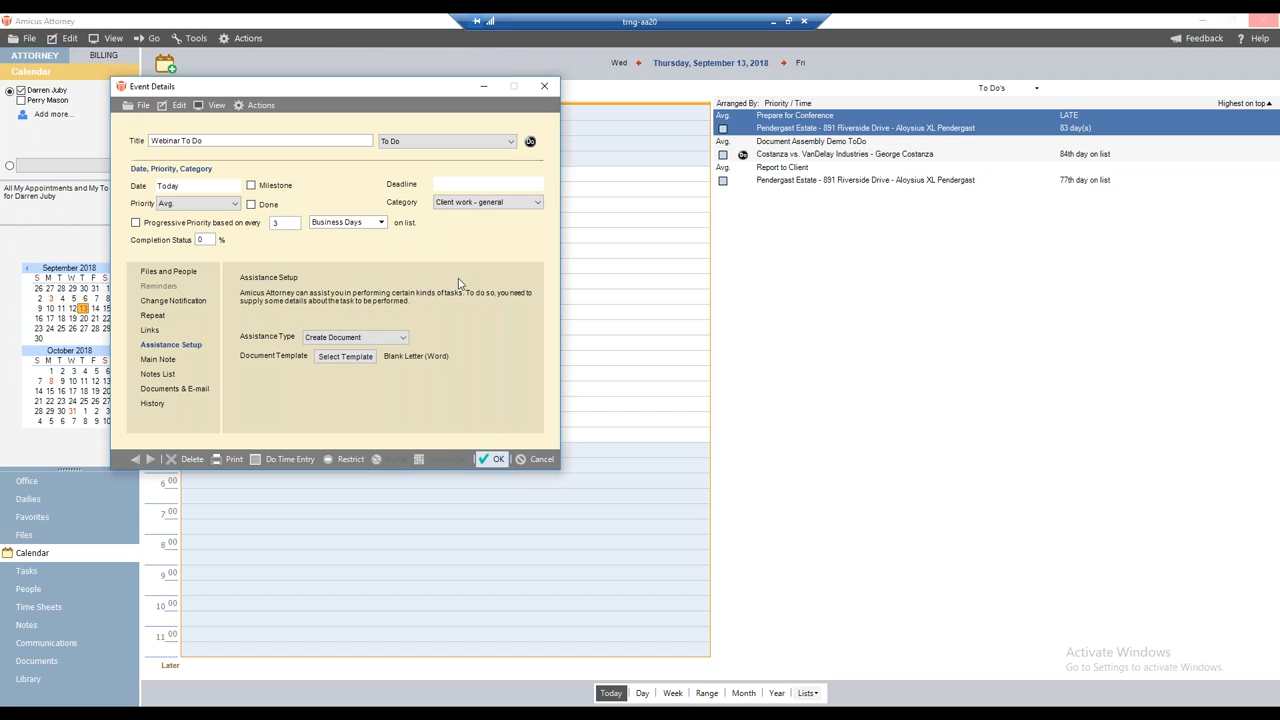 Amicus Attorney
trng-aa20
File Edit View Go Tools Actions Feedback Help
ATTORNEY BILLING
Calendar
Darren Juby
Perry Mason
Add more...
All My Appointments and My To
for Darren Juby
September 2018
S M T W T F S
26 27 28 29 30 31 1
2 3 4 5 6 7 8
9 10 11 12 13 14 15
16 17 18 19 20 21 22
23 24 25 26 27 28 29
30
October 2018
S M T W T F S
1 2 3 4 5 6
7 8 9 10 11 12 13
14 15 16 17 18 19 20
21 22 23 24 25 26 27
28 29 30 31 1 2 3
4 5 6 7 8 9 10
Office
Dailies
Favorites
Files
Calendar
Tasks
People
Time Sheets
Notes
Communications
Documents
Library
Wed Thursday, September 13, 2018 Fri
Event Details
File Edit View Actions
Title Webinar To Do To Do Do
Date, Priority, Category
Date Today Milestone Deadline
Priority Avg. Done Category Client work - general
Progressive Priority based on every 3 Business Days on list.
Completion Status 0 %
Files and People
Reminders
Change Notification
Repeat
Links
Assistance Setup
Main Note
Notes List
Documents & E-mail
History
Assistance Setup
Amicus Attorney can assist you in performing certain kinds of tasks. To do so, you need to
supply some details about the task to be performed.
Assistance Type Create Document
Document Template Select Template Blank Letter (Word)
Delete Print Do Time Entry Restrict OK Cancel
6 00
7 00
8 00
9 00
10 00
11 00
Later
To Do's
Arranged By: Priority / Time Highest on top
Avg. Prepare for Conference LATE
Pendergast Estate - 891 Riverside Drive - Aloysius XL Pendergast 83 day(s)
Avg. Document Assembly Demo ToDo
Do Costanza vs. VanDelay Industries - George Costanza 84th day on list
Avg. Report to Client
Pendergast Estate - 891 Riverside Drive - Aloysius XL Pendergast 77th day on list
Activate Windows
Go to Settings to activate Windows.
Today Day Week Range Month Year Lists